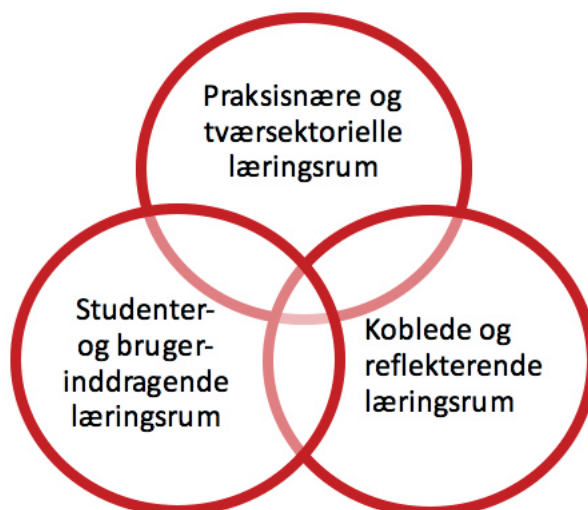 Praksisnære og
tværsektorielle
læringsrum
Studenter-
og bruger-
inddragende
læringsrum
Koblede og
reflekterende
læringsrum